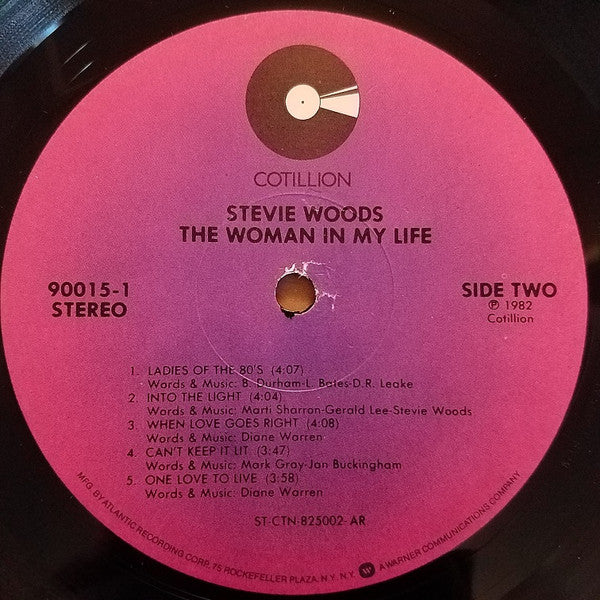 COTILLION
STEVIE WOODS
THE WOMAN IN MY LIFE
90015-1
STEREO
SIDE TWO
℗ 1982
Cotillion
1. LADIES OF THE 80'S (4:07)
Words & Music: B. Durham-L. Bates-D.R. Leake
2. INTO THE LIGHT (4:04)
Words & Music: Marti Sharron-Gerald Lee-Stevie Woods
3. WHEN LOVE GOES RIGHT (4:08)
Words & Music: Diane Warren
4. CAN'T KEEP IT LIT (3:47)
Words & Music: Mark Gray-Jan Buckingham
5. ONE LOVE TO LIVE (3:58)
Words & Music: Diane Warren
ST-CTN-825002-AR
MFG. BY ATLANTIC RECORDING CORP., 75 ROCKEFELLER PLAZA, N.Y. N.Y. W A WARNER COMMUNICATIONS COMPANY